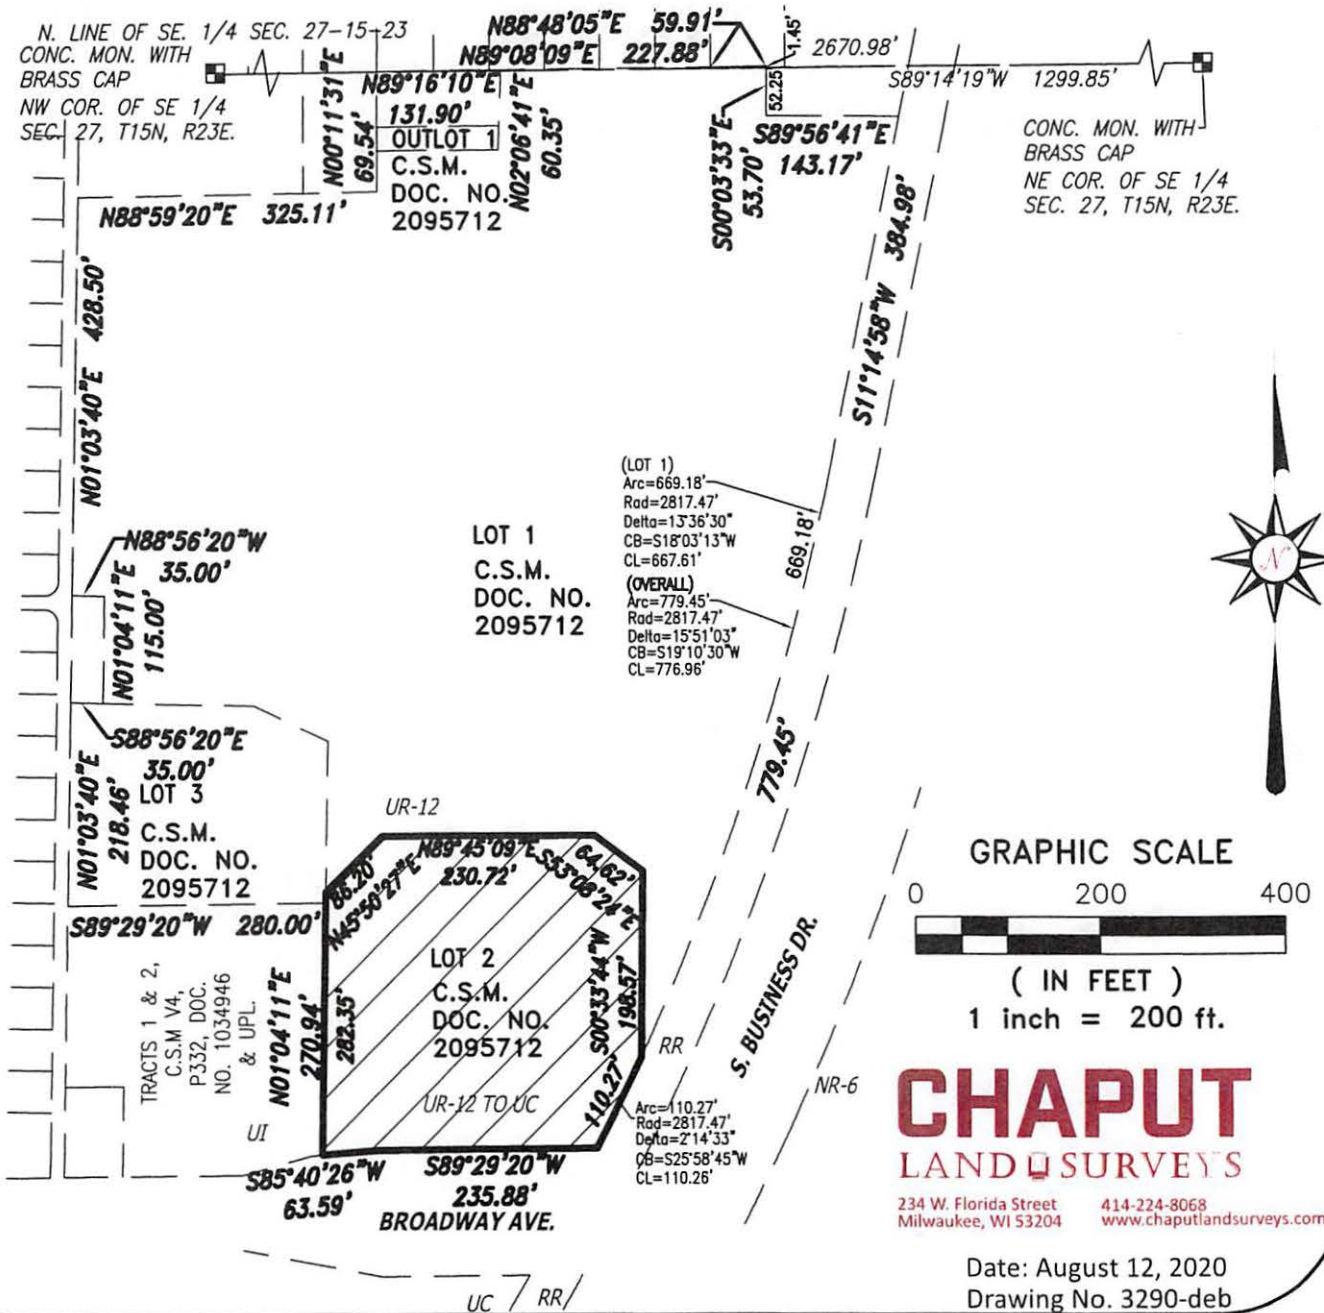 N. LINE OF SE. 1/4 SEC. 27-15-23
CONC. MON. WITH
BRASS CAP
NW COR. OF SE 1/4
SEC. 27, T15N, R23E.
N88°48'05"E 59.91'
N89°08'09"E 227.88'
1.45'
2670.98'
S89°14'19"W 1299.85'
CONC. MON. WITH
BRASS CAP
NE COR. OF SE 1/4
SEC. 27, T15N, R23E.
N89°16'10"E
131.90'
OUTLOT 1
C.S.M.
DOC. NO.
2095712
N00°11'31"E
69.54'
N02°06'41"E
60.35'
52.25
S89°56'41"E
143.17'
S00°03'33"E
53.70'
N88°59'20"E 325.11'
S11°14'58"W 384.98'
N01°03'40"E 428.50'
(LOT 1)
Arc=669.18'
Rad=2817.47'
Delta=13°36'30"
CB=S18°03'13"W
CL=667.61'
(OVERALL)
Arc=779.45'
Rad=2817.47'
Delta=15°51'03"
CB=S19°10'30"W
CL=776.96'
669.18'
779.45'
LOT 1
C.S.M.
DOC. NO.
2095712
N88°56'20"W
35.00'
N01°04'11"E
115.00'
N
S88°56'20"E
35.00'
N01°03'40"E
218.46'
LOT 3
C.S.M.
DOC. NO.
2095712
UR-12
N89°45'09"E
230.72'
86.20'
N45°50'27"E
64.62'
S53°08'24"E
S89°29'20"W 280.00'
LOT 2
C.S.M.
DOC. NO.
2095712
S00°33'44"W
198.57'
TRACTS 1 & 2,
C.S.M V4,
P332, DOC.
NO. 1034946
& UPL.
N01°04'11"E
270.94'
282.35'
UR-12 TO UC
110.27'
RR
S. BUSINESS DR.
NR-6
Arc=110.27'
Rad=2817.47'
Delta=2°14'33"
CB=S25°58'45"W
CL=110.26'
UI
S85°40'26"W
63.59'
S89°29'20"W
235.88'
BROADWAY AVE.
UC
RR
GRAPHIC SCALE
0 200 400
( IN FEET )
1 inch = 200 ft.
CHAPUT
LAND SURVEYS
234 W. Florida Street 414-224-8068
Milwaukee, WI 53204 www.chaputlandsurveys.com
Date: August 12, 2020
Drawing No. 3290-deb